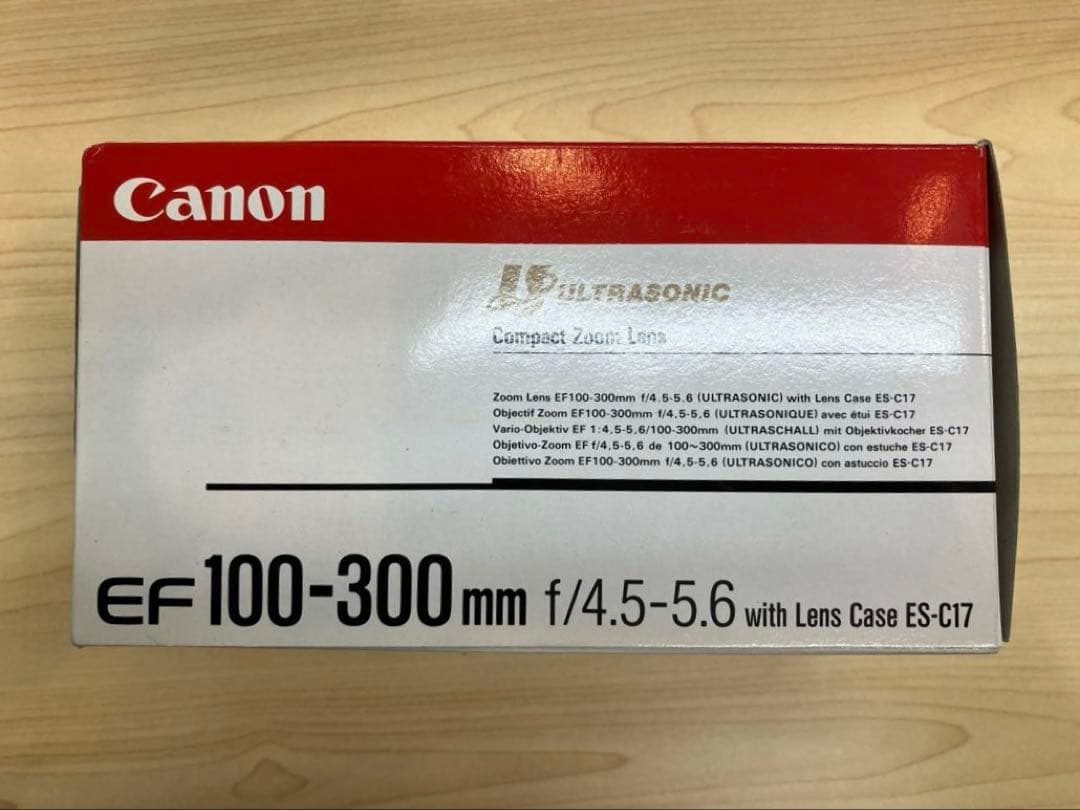 Canon
ULTRASONIC
Compact Zoom Lens
Zoom Lens EF100-300mm f/4.5-5.6 (ULTRASONIC) with Lens Case ES-C17
Objectif Zoom EF100-300mm f/4,5-5,6 (ULTRASONIQUE) avec étui ES-C17
Vario-Objektiv EF 1:4,5-5,6/100-300mm (ULTRASCHALL) mit Objektivkocher ES-C17
Objetivo-Zoom EF f/4,5-5,6 de 100~300mm (ULTRASONICO) con estuche ES-C17
Obiettivo Zoom EF100-300mm f/4,5-5,6 (ULTRASONICO) con astuccio ES-C17
EF100-300mm f/4.5-5.6 with Lens Case ES-C17